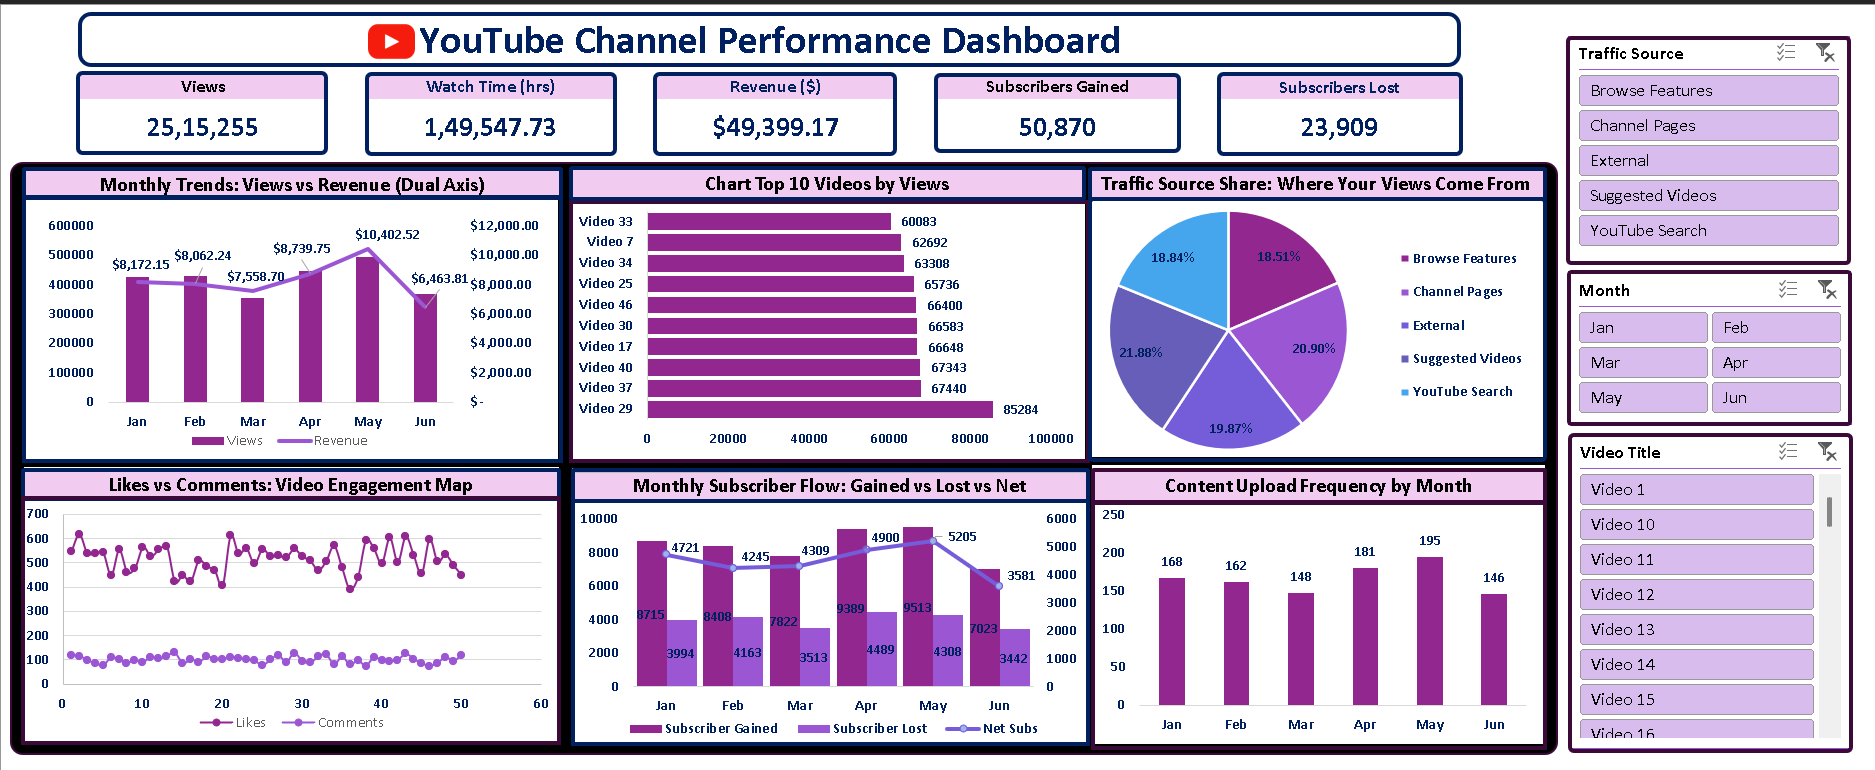 YouTube Channel Performance Dashboard
Views
25,15,255
Watch Time (hrs)
1,49,547.73
Revenue ($)
$49,399.17
Subscribers Gained
50,870
Subscribers Lost
23,909
Monthly Trends: Views vs Revenue (Dual Axis)
600000
500000
400000
300000
200000
100000
0
$12,000.00
$10,000.00
$8,000.00
$6,000.00
$4,000.00
$2,000.00
$-
$8,172.15
$8,062.24
$7,558.70
$8,739.75
$10,402.52
$6,463.81
Jan Feb Mar Apr May Jun
Views Revenue
Chart Top 10 Videos by Views
Video 33 60083
Video 7 62692
Video 34 63308
Video 25 65736
Video 46 66400
Video 30 66583
Video 17 66648
Video 40 67343
Video 37 67440
Video 29 85284
0 20000 40000 60000 80000 100000
Traffic Source Share: Where Your Views Come From
18.84% 18.51%
21.88% 20.90%
19.87%
Browse Features
Channel Pages
External
Suggested Videos
YouTube Search
Likes vs Comments: Video Engagement Map
700
600
500
400
300
200
100
0
0 10 20 30 40 50 60
Likes Comments
Monthly Subscriber Flow: Gained vs Lost vs Net
10000
8000
6000
4000
2000
0
6000
5000
4000
3000
2000
1000
0
4721 4245 4309 4900 5205 3581
8715 8408 7822 9389 9513 7023
3994 4163 3513 4489 4308 3442
Jan Feb Mar Apr May Jun
Subscriber Gained Subscriber Lost Net Subs
Content Upload Frequency by Month
250
200
150
100
50
0
168 162 148 181 195 146
Jan Feb Mar Apr May Jun
Traffic Source
Browse Features
Channel Pages
External
Suggested Videos
YouTube Search
Month
Jan Feb
Mar Apr
May Jun
Video Title
Video 1
Video 10
Video 11
Video 12
Video 13
Video 14
Video 15
Video 16